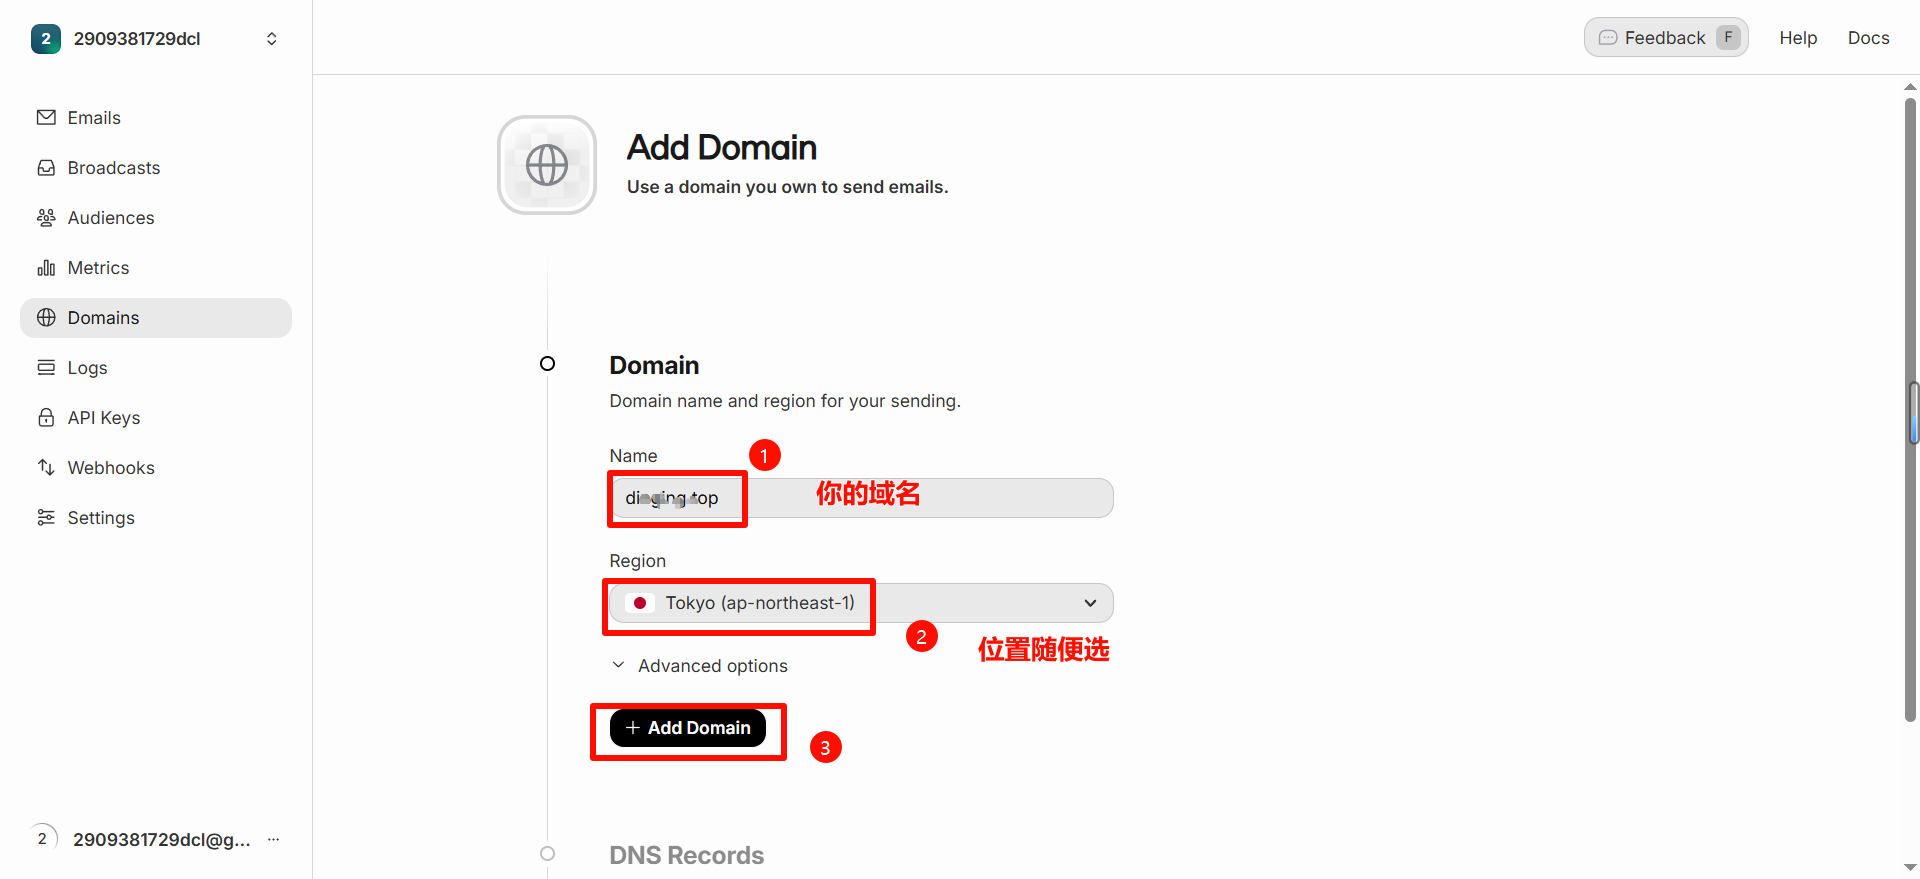 2 2909381729dcl
Feedback F Help Docs
Emails
Broadcasts
Audiences
Metrics
Domains
Logs
API Keys
Webhooks
Settings
2 2909381729dcl@g... ...
Add Domain
Use a domain you own to send emails.
Domain
Domain name and region for your sending.
Name 1
top 你的域名
Region
Tokyo (ap-northeast-1)
2 位置随便选
Advanced options
+ Add Domain 3
DNS Records